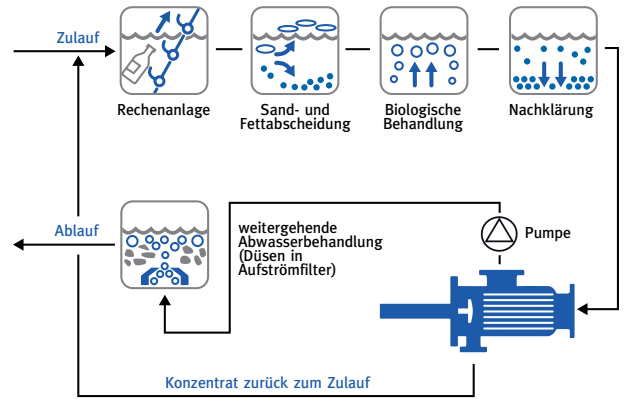 Zulauf
Rechenanlage
Sand- und
Fettabscheidung
Biologische
Behandlung
Nachklärung
Ablauf
weitergehende
Abwasserbehandlung
(Düsen in
Aufströmfilter)
Pumpe
Konzentrat zurück zum Zulauf